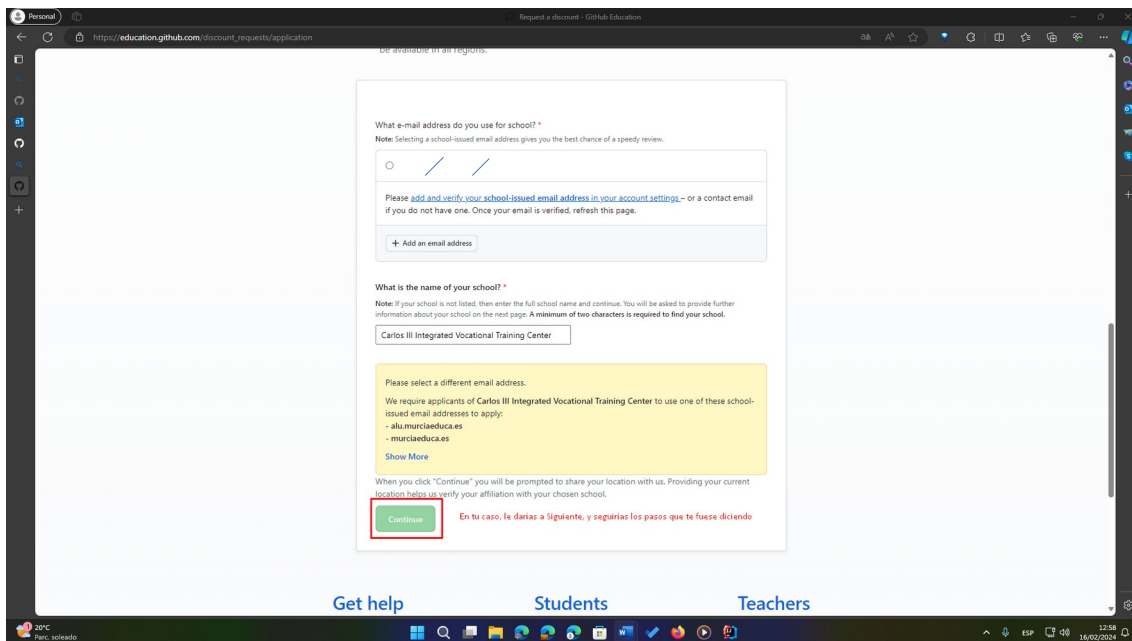 Personal
Request a discount - GitHub Education
https://education.github.com/discount_requests/application
be available in all regions.
What e-mail address do you use for school? *
Note: Selecting a school-issued email address gives you the best chance of a speedy review.
Please add and verify your school-issued email address in your account settings – or a contact email
if you do not have one. Once your email is verified, refresh this page.
+ Add an email address
What is the name of your school? *
Note: If your school is not listed, then enter the full school name and continue. You will be asked to provide further
information about your school on the next page. A minimum of two characters is required to find your school.
Carlos III Integrated Vocational Training Center
Please select a different email address.
We require applicants of Carlos III Integrated Vocational Training Center to use one of these school-
issued email addresses to apply:
- alu.murciaeduca.es
- murciaeduca.es
Show More
When you click "Continue" you will be prompted to share your location with us. Providing your current
location helps us verify your affiliation with your chosen school.
Continue
En tu caso, le darias a Siguiente, y seguirias los pasos que te fuese diciendo
Get help
Students
Teachers
20°C
Parc. soleado
ESP
12:58
16/02/2024